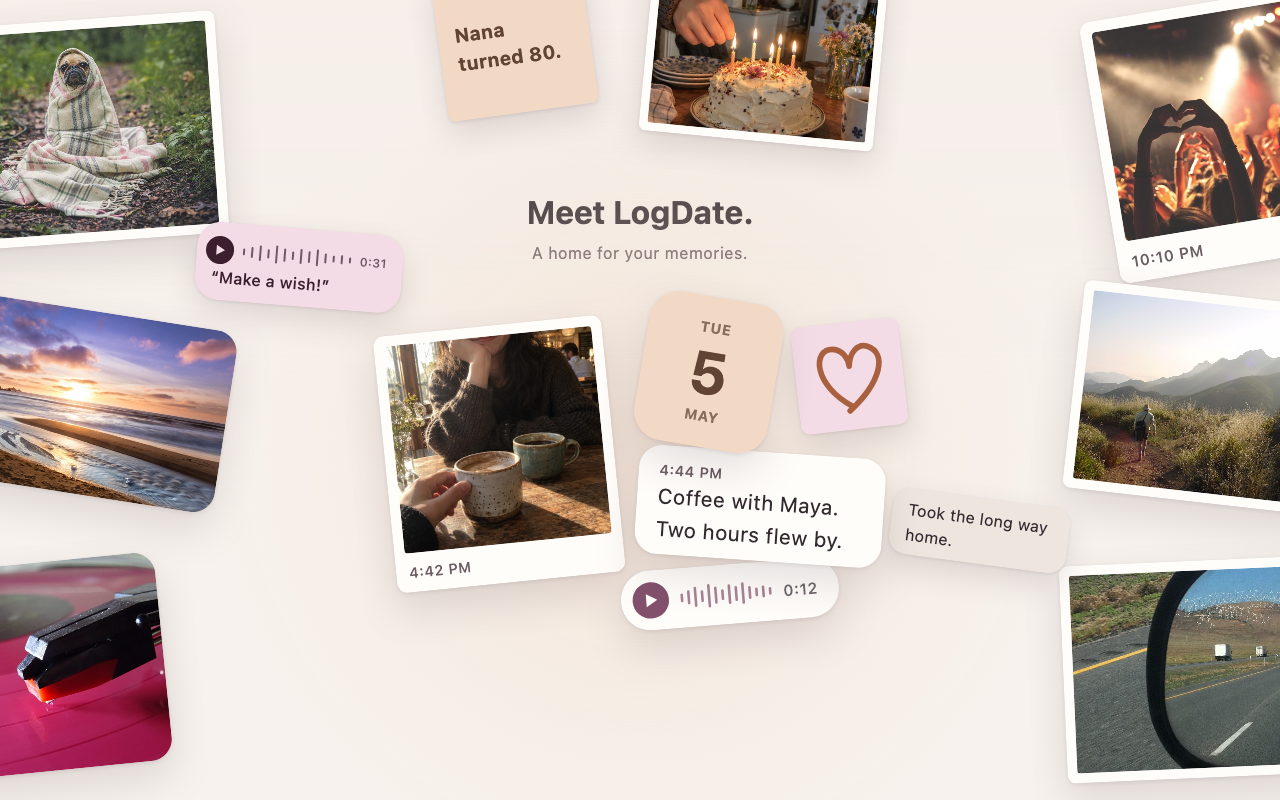 Nana
turned 80.
10:10 PM
Meet LogDate.
A home for your memories.
0:31
“Make a wish!”
TUE
5
MAY
4:44 PM
Coffee with Maya.
Two hours flew by.
Took the long way
home.
4:42 PM
0:12